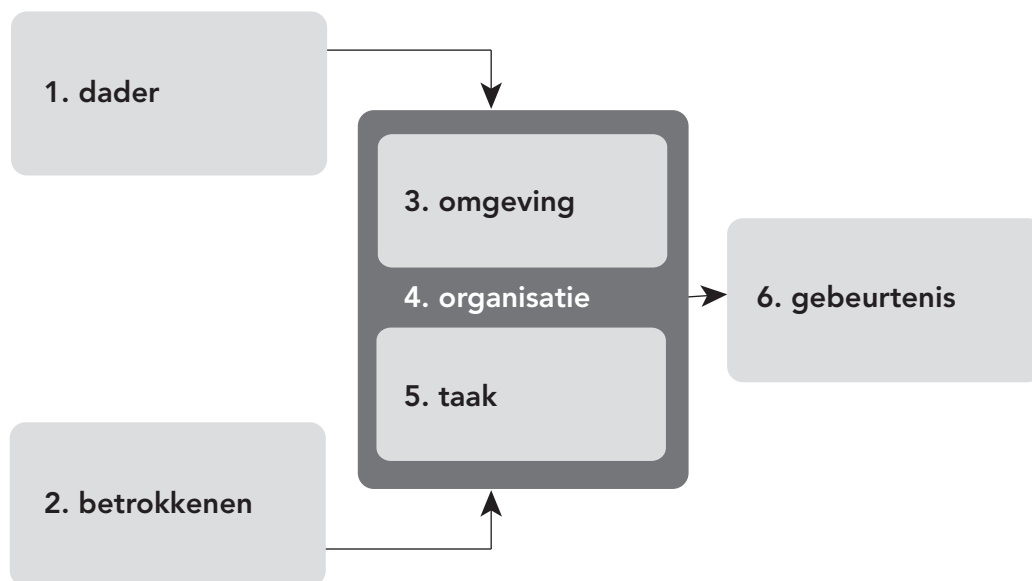 1. dader
2. betrokkenen
3. omgeving
4. organisatie
5. taak
6. gebeurtenis